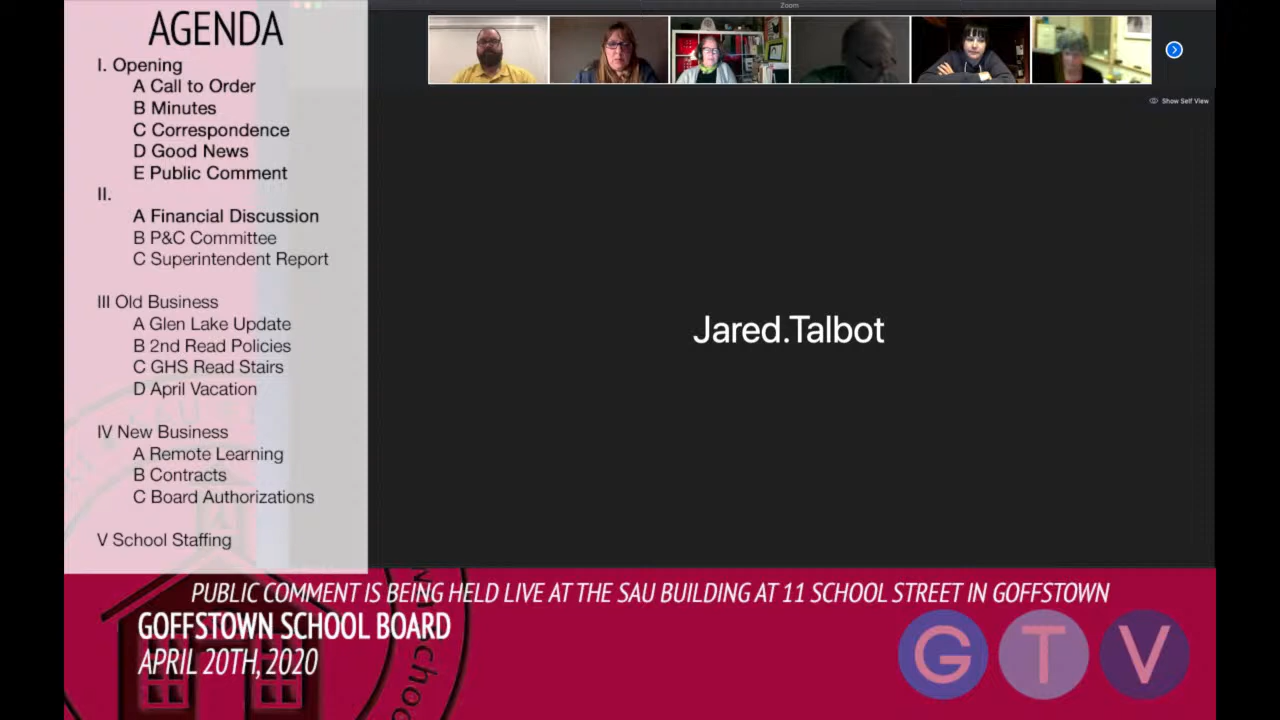 AGENDA
I. Opening
A Call to Order
B Minutes
C Correspondence
D Good News
E Public Comment
II.
A Financial Discussion
B P&C Committee
C Superintendent Report
III Old Business
A Glen Lake Update
B 2nd Read Policies
C GHS Read Stairs
D April Vacation
IV New Business
A Remote Learning
B Contracts
C Board Authorizations
V School Staffing
Zoom
Show Self View
Jared.Talbot
PUBLIC COMMENT IS BEING HELD LIVE AT THE SAU BUILDING AT 11 SCHOOL STREET IN GOFFSTOWN
GOFFSTOWN SCHOOL BOARD
APRIL 20TH, 2020
G T V